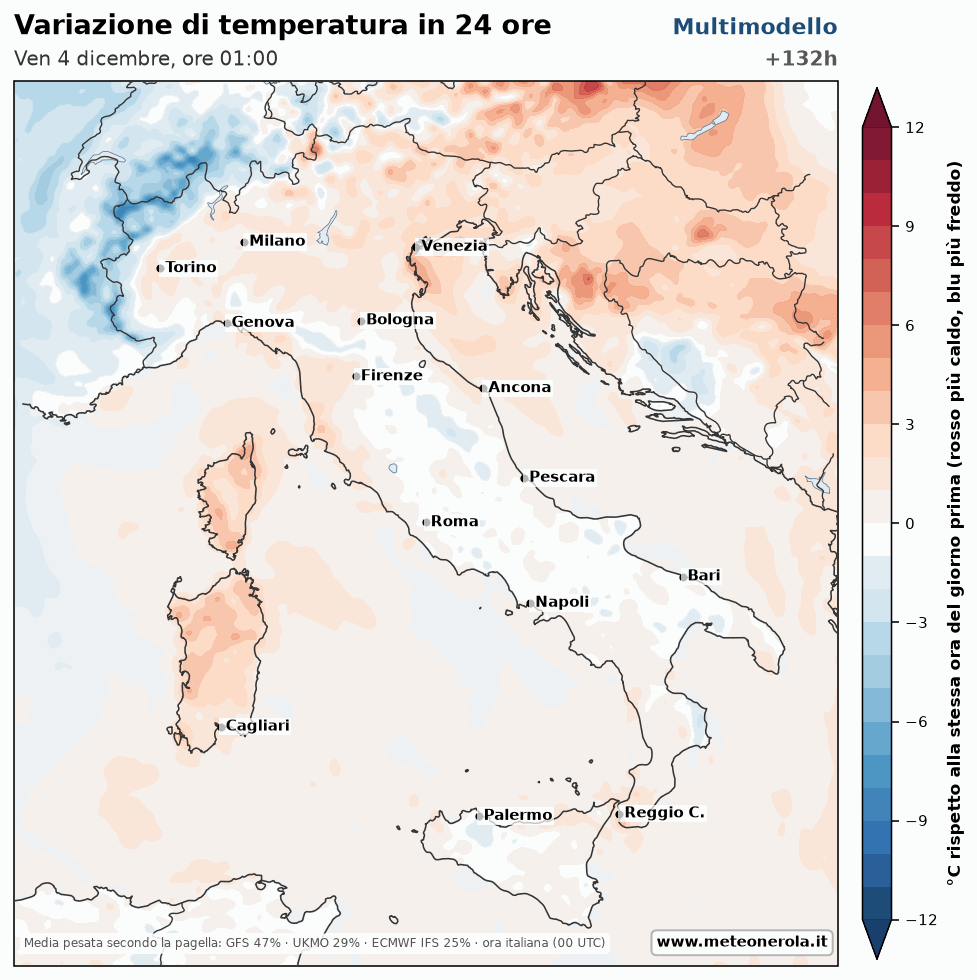 Variazione di temperatura in 24 ore
Multimodello
Ven 4 dicembre, ore 01:00
+132h
Milano
Venezia
Torino
Genova
Bologna
Firenze
Ancona
Pescara
Roma
Bari
Napoli
Cagliari
Palermo
Reggio C.
12
9
6
3
0
−3
−6
−9
−12
°C rispetto alla stessa ora del giorno prima (rosso più caldo, blu più freddo)
Media pesata secondo la pagella: GFS 47% · UKMO 29% · ECMWF IFS 25% · ora italiana (00 UTC)
www.meteonerola.it